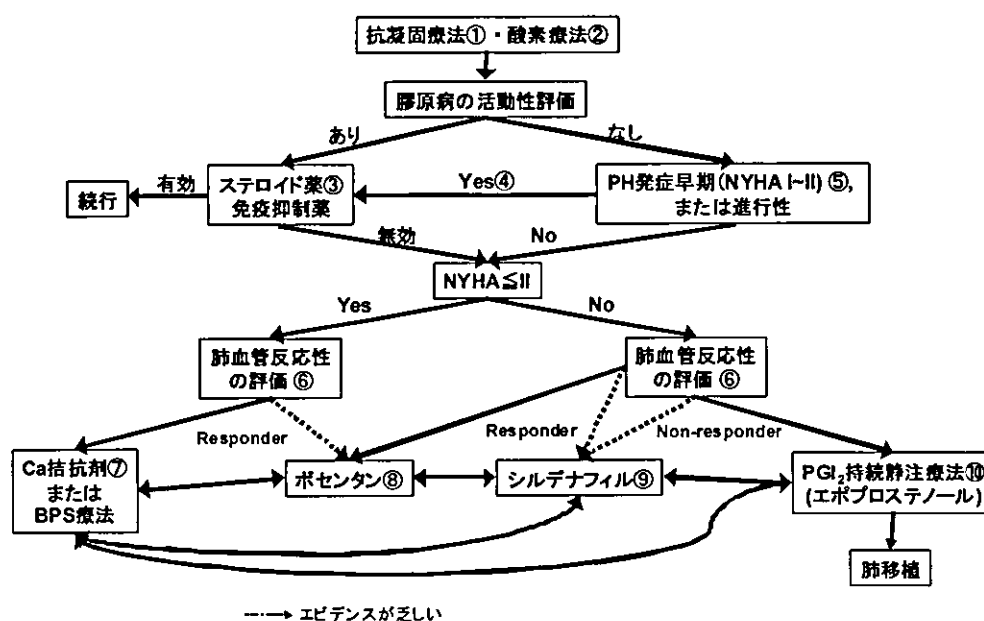 抗凝固療法①・酸素療法②
膠原病の活動性評価
あり
なし
続行
有効
ステロイド薬③
免疫抑制薬
Yes④
PH発症早期(NYHA I~II) ⑤,
または進行性
無効
No
NYHA≦II
Yes
No
肺血管反応性
の評価 ⑥
肺血管反応性
の評価 ⑥
Responder
Responder
Non-responder
Ca拮抗剤⑦
または
BPS療法
ボセンタン⑧
シルデナフィル⑨
PGI₂持続静注療法⑩
(エポプロステノール)
肺移植
エビデンスが乏しい